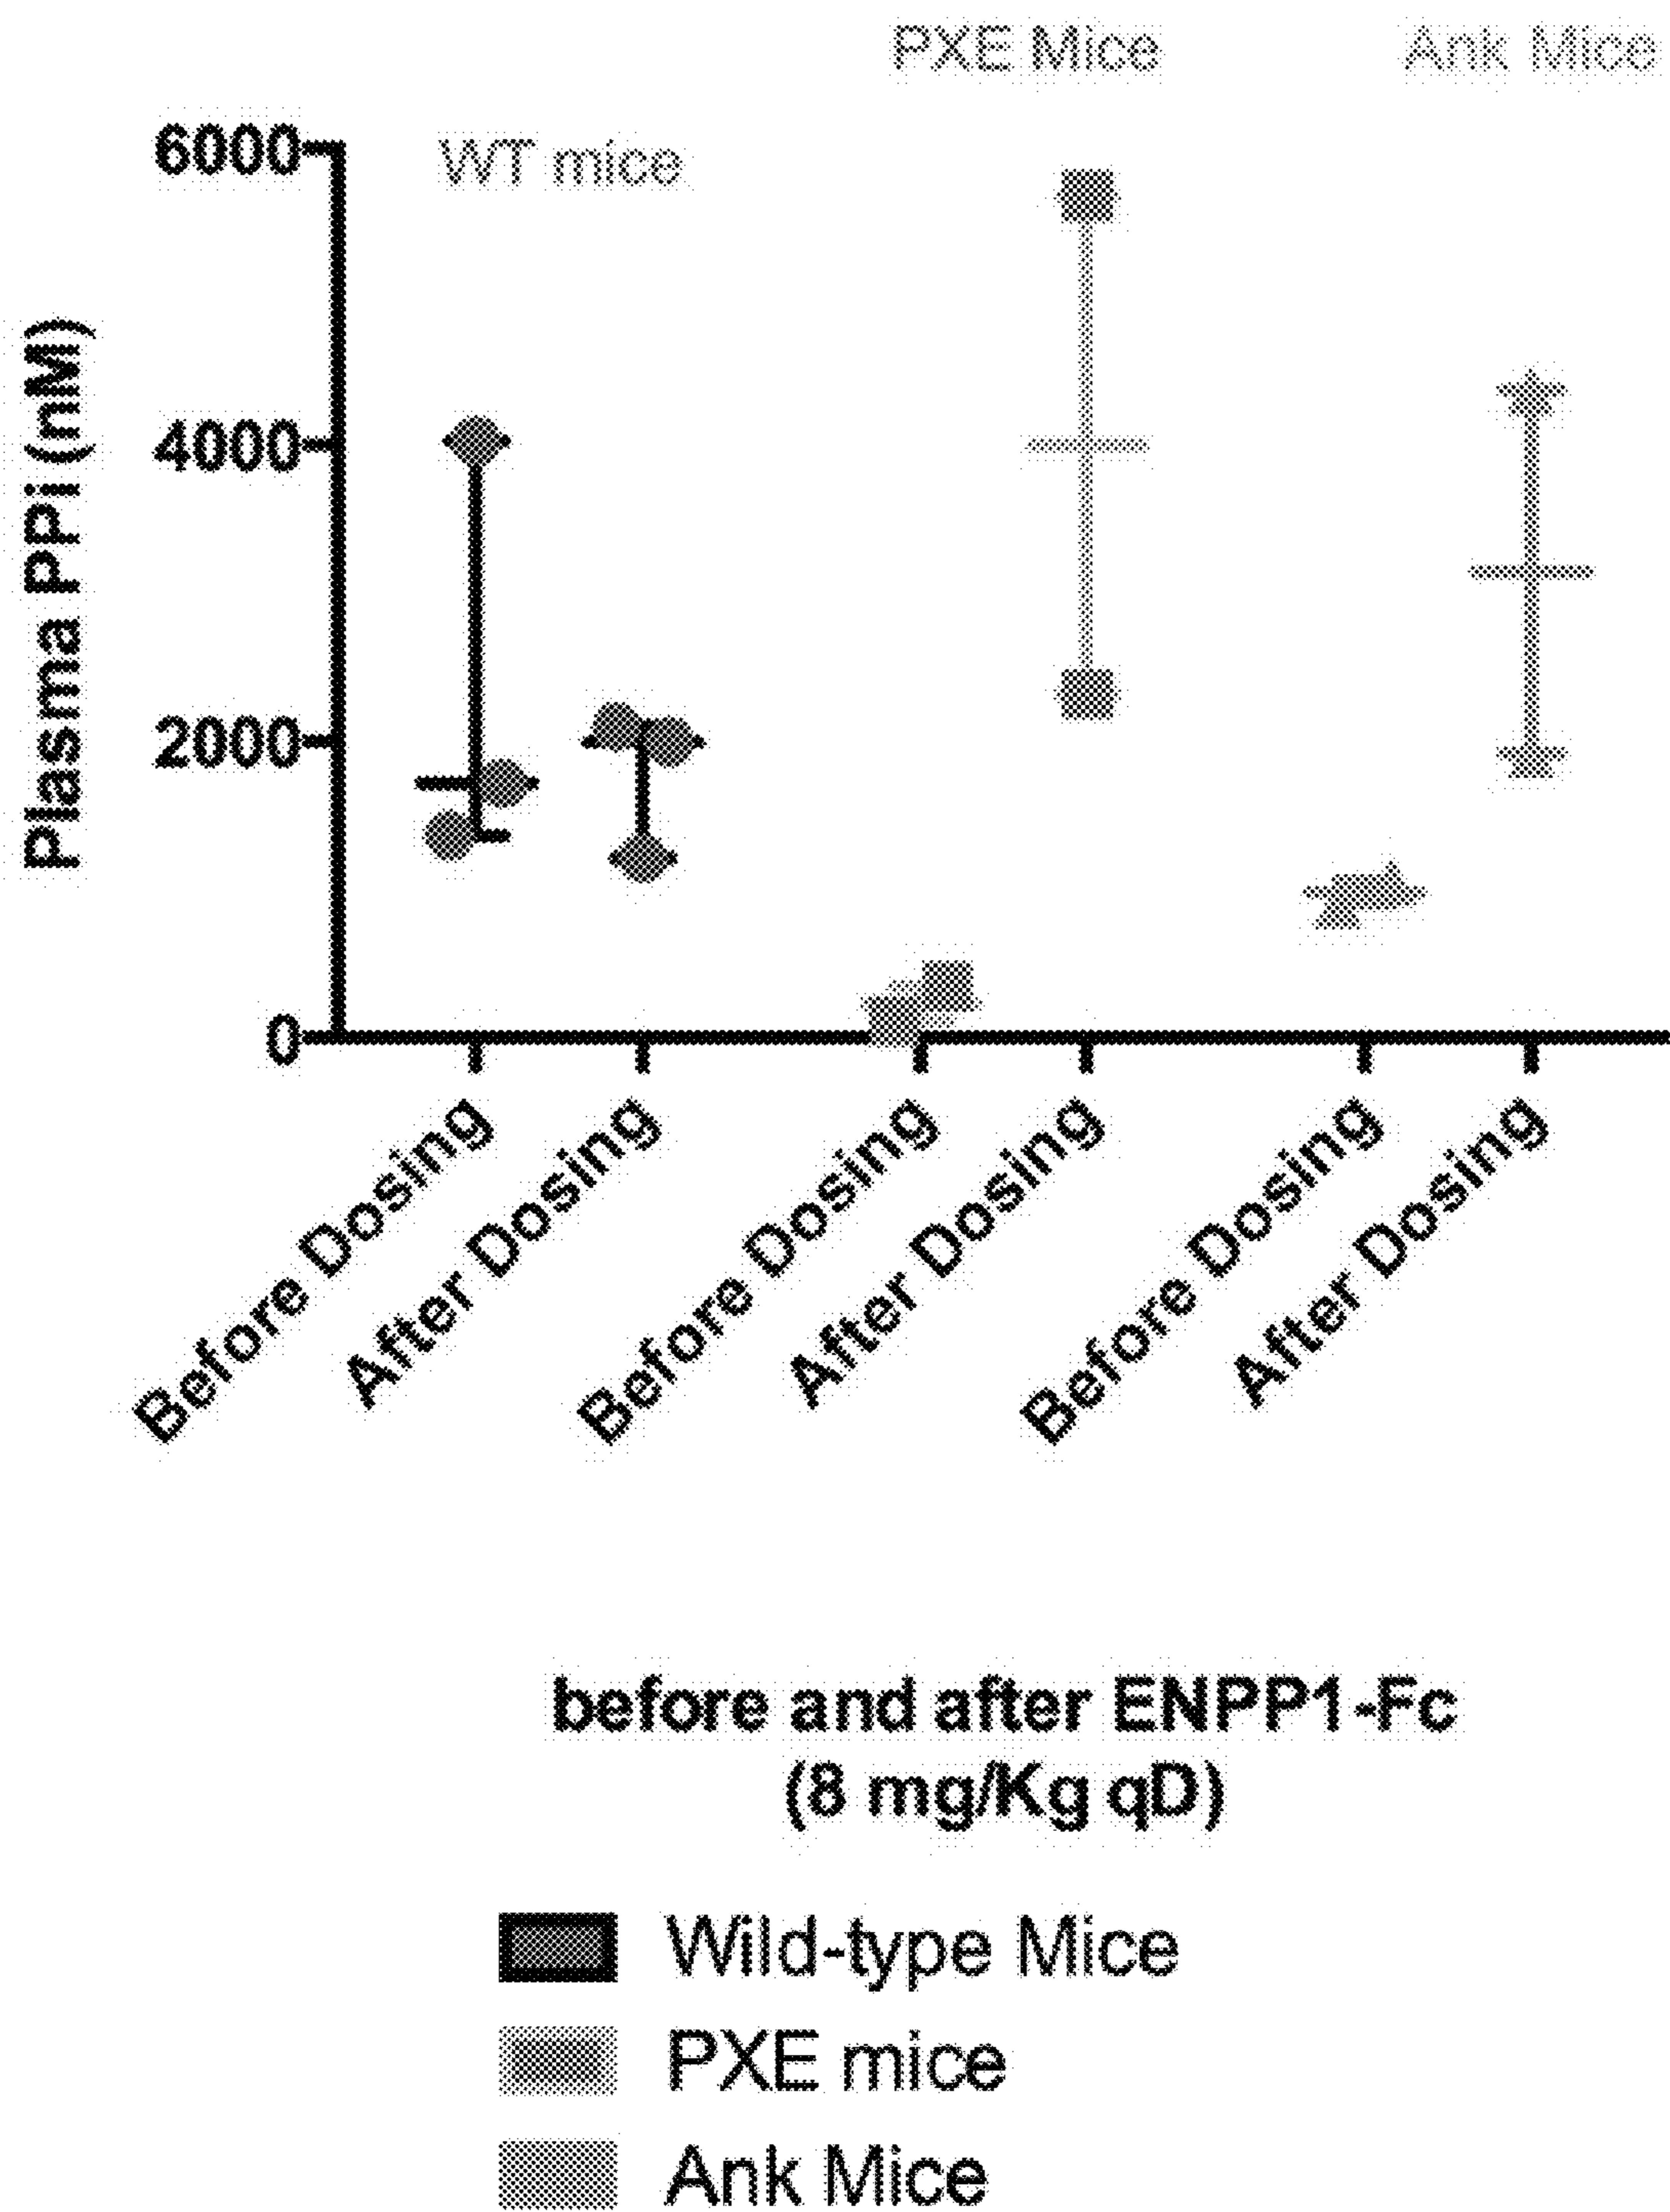 PXE Mice
Ank Mice
WT mice
6000
4000
2000
0
Plasma PPi (nM)
Before Dosing
After Dosing
Before Dosing
After Dosing
Before Dosing
After Dosing
before and after ENPP1-Fc
(8 mg/Kg qD)
Wild-type Mice
PXE mice
Ank Mice